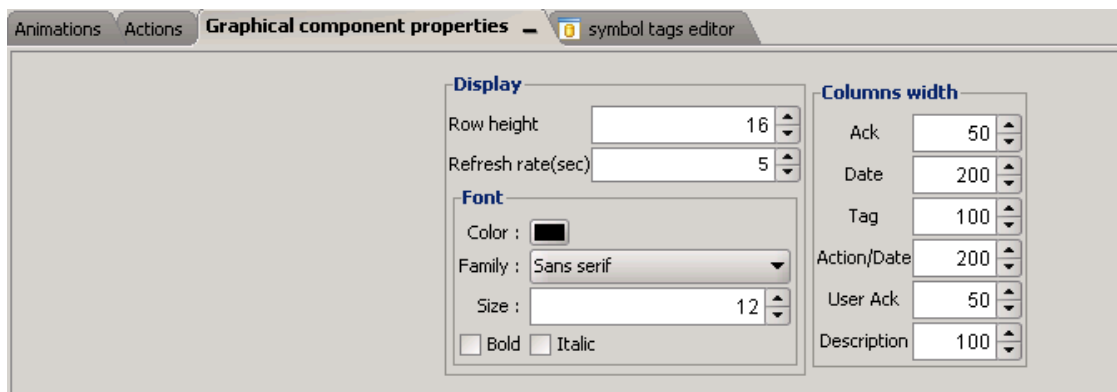 Animations Actions Graphical component properties symbol tags editor
Display
Row height 16
Refresh rate(sec) 5
Font
Color :
Family : Sans serif
Size : 12
Bold Italic
Columns width
Ack 50
Date 200
Tag 100
Action/Date 200
User Ack 50
Description 100